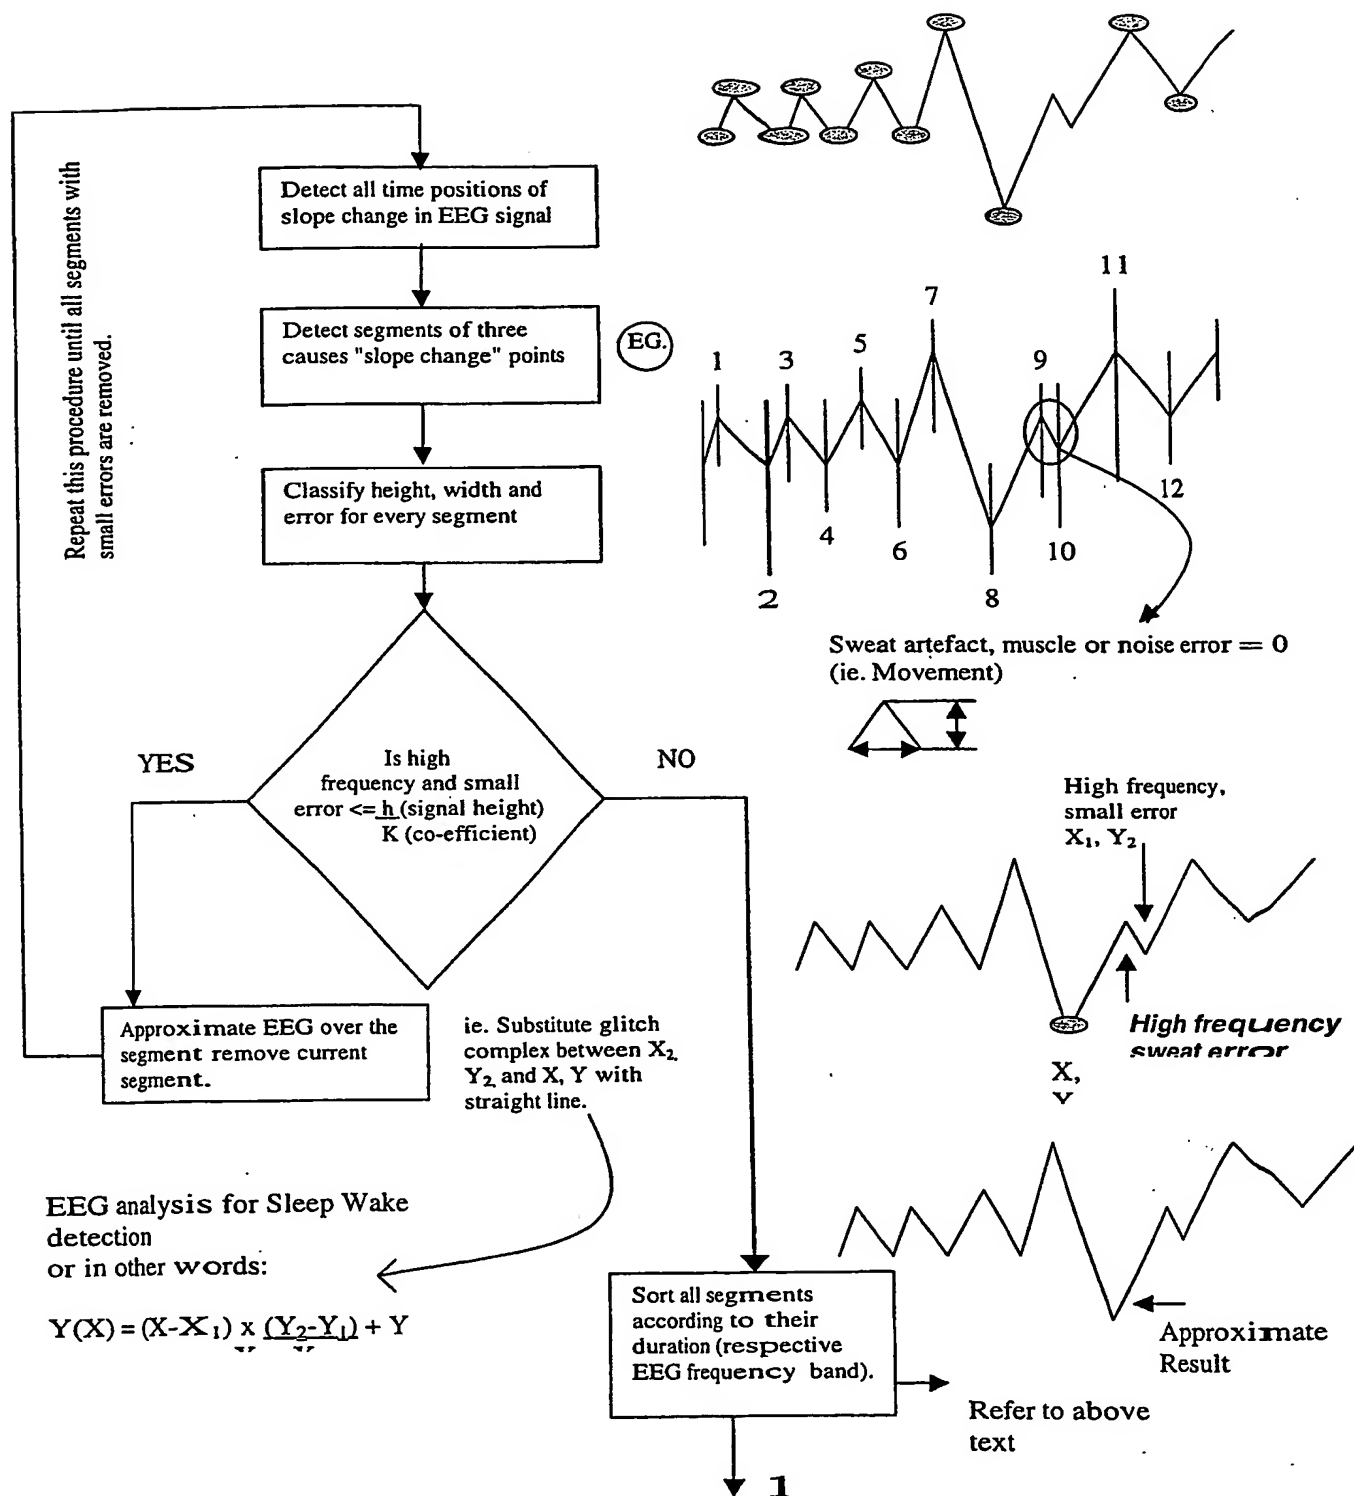 Repeat this procedure until all segments with
small errors are removed.
Detect all time positions of
slope change in EEG signal
Detect segments of three
causes "slope change" points
EG.
Classify height, width and
error for every segment
1
3
5
7
9
11
2
4
6
8
10
12
Sweat artefact, muscle or noise error = 0
(ie. Movement)
YES
Is high
frequency and small
error <= h (signal height)
K (co-efficient)
NO
High frequency,
small error
X₁, Y₂
High frequency
sweat error
X,
Y
Approximate EEG over the
segment remove current
segment.
ie. Substitute glitch
complex between X₂
Y₂ and X, Y with
straight line.
EEG analysis for Sleep Wake
detection
or in other words:
Y(X) = (X-X₁) x (Y₂-Y₁) + Y
Sort all segments
according to their
duration (respective
EEG frequency band).
Approximate
Result
Refer to above
text
1